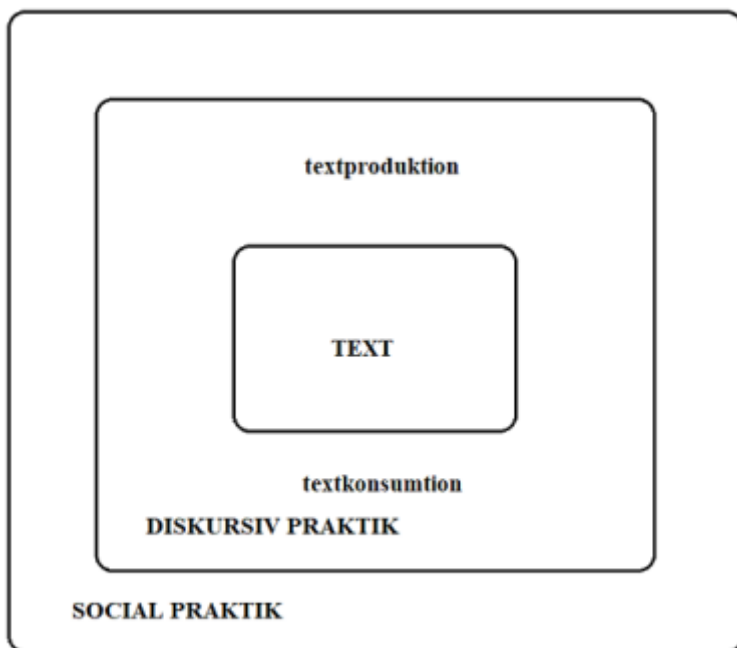 textproduktion
TEXT
textkonsumtion
DISKURSIV PRAKTIK
SOCIAL PRAKTIK